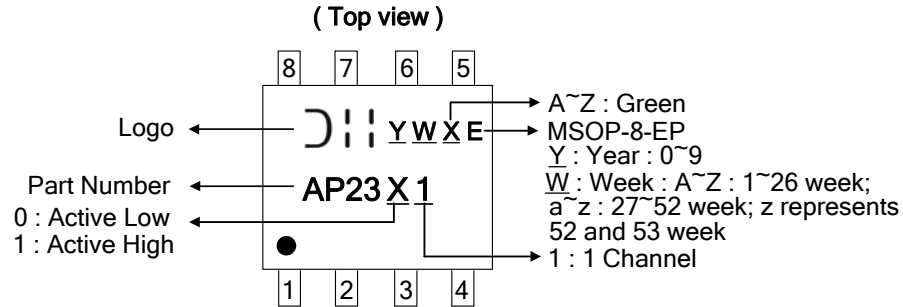 ( Top view )
8 7 6 5
Logo
Y W X E
A~Z : Green
MSOP-8-EP
Y : Year : 0~9
W : Week : A~Z : 1~26 week;
a~z : 27~52 week; z represents
52 and 53 week
Part Number
AP23 X 1
0 : Active Low
1 : Active High
1 : 1 Channel
1 2 3 4